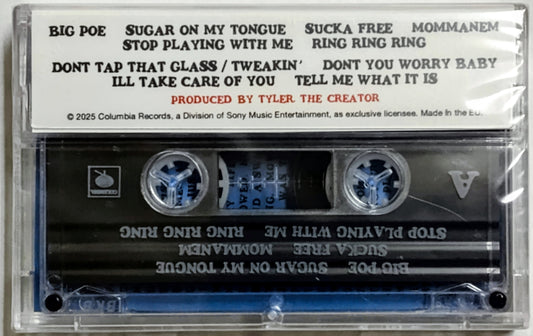 BIG POE SUGAR ON MY TONGUE SUCKA FREE MOMMANEM
STOP PLAYING WITH ME RING RING RING
DONT TAP THAT GLASS / TWEAKIN' DONT YOU WORRY BABY
ILL TAKE CARE OF YOU TELL ME WHAT IT IS
PRODUCED BY TYLER THE CREATOR
© 2025 Columbia Records, a Division of Sony Music Entertainment, as exclusive licensees. Made in the EU.
COLUMBIA
A
STOP PLAYING WITH ME RING RING RING
SUCKA FREE MOMMANEM
BIG POE SUGAR ON MY TONGUE